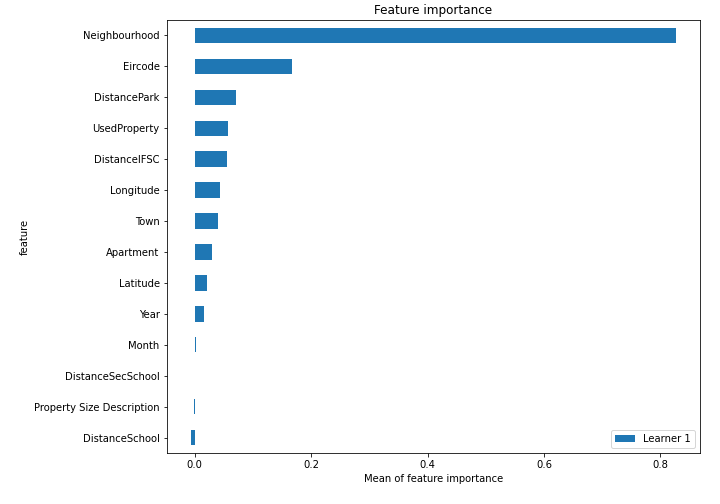 Feature importance
Neighbourhood
Eircode
DistancePark
UsedProperty
DistanceIFSC
Longitude
Town
Apartment
Latitude
Year
Month
DistanceSecSchool
Property Size Description
DistanceSchool
feature
0.0 0.2 0.4 0.6 0.8
Mean of feature importance
Learner 1